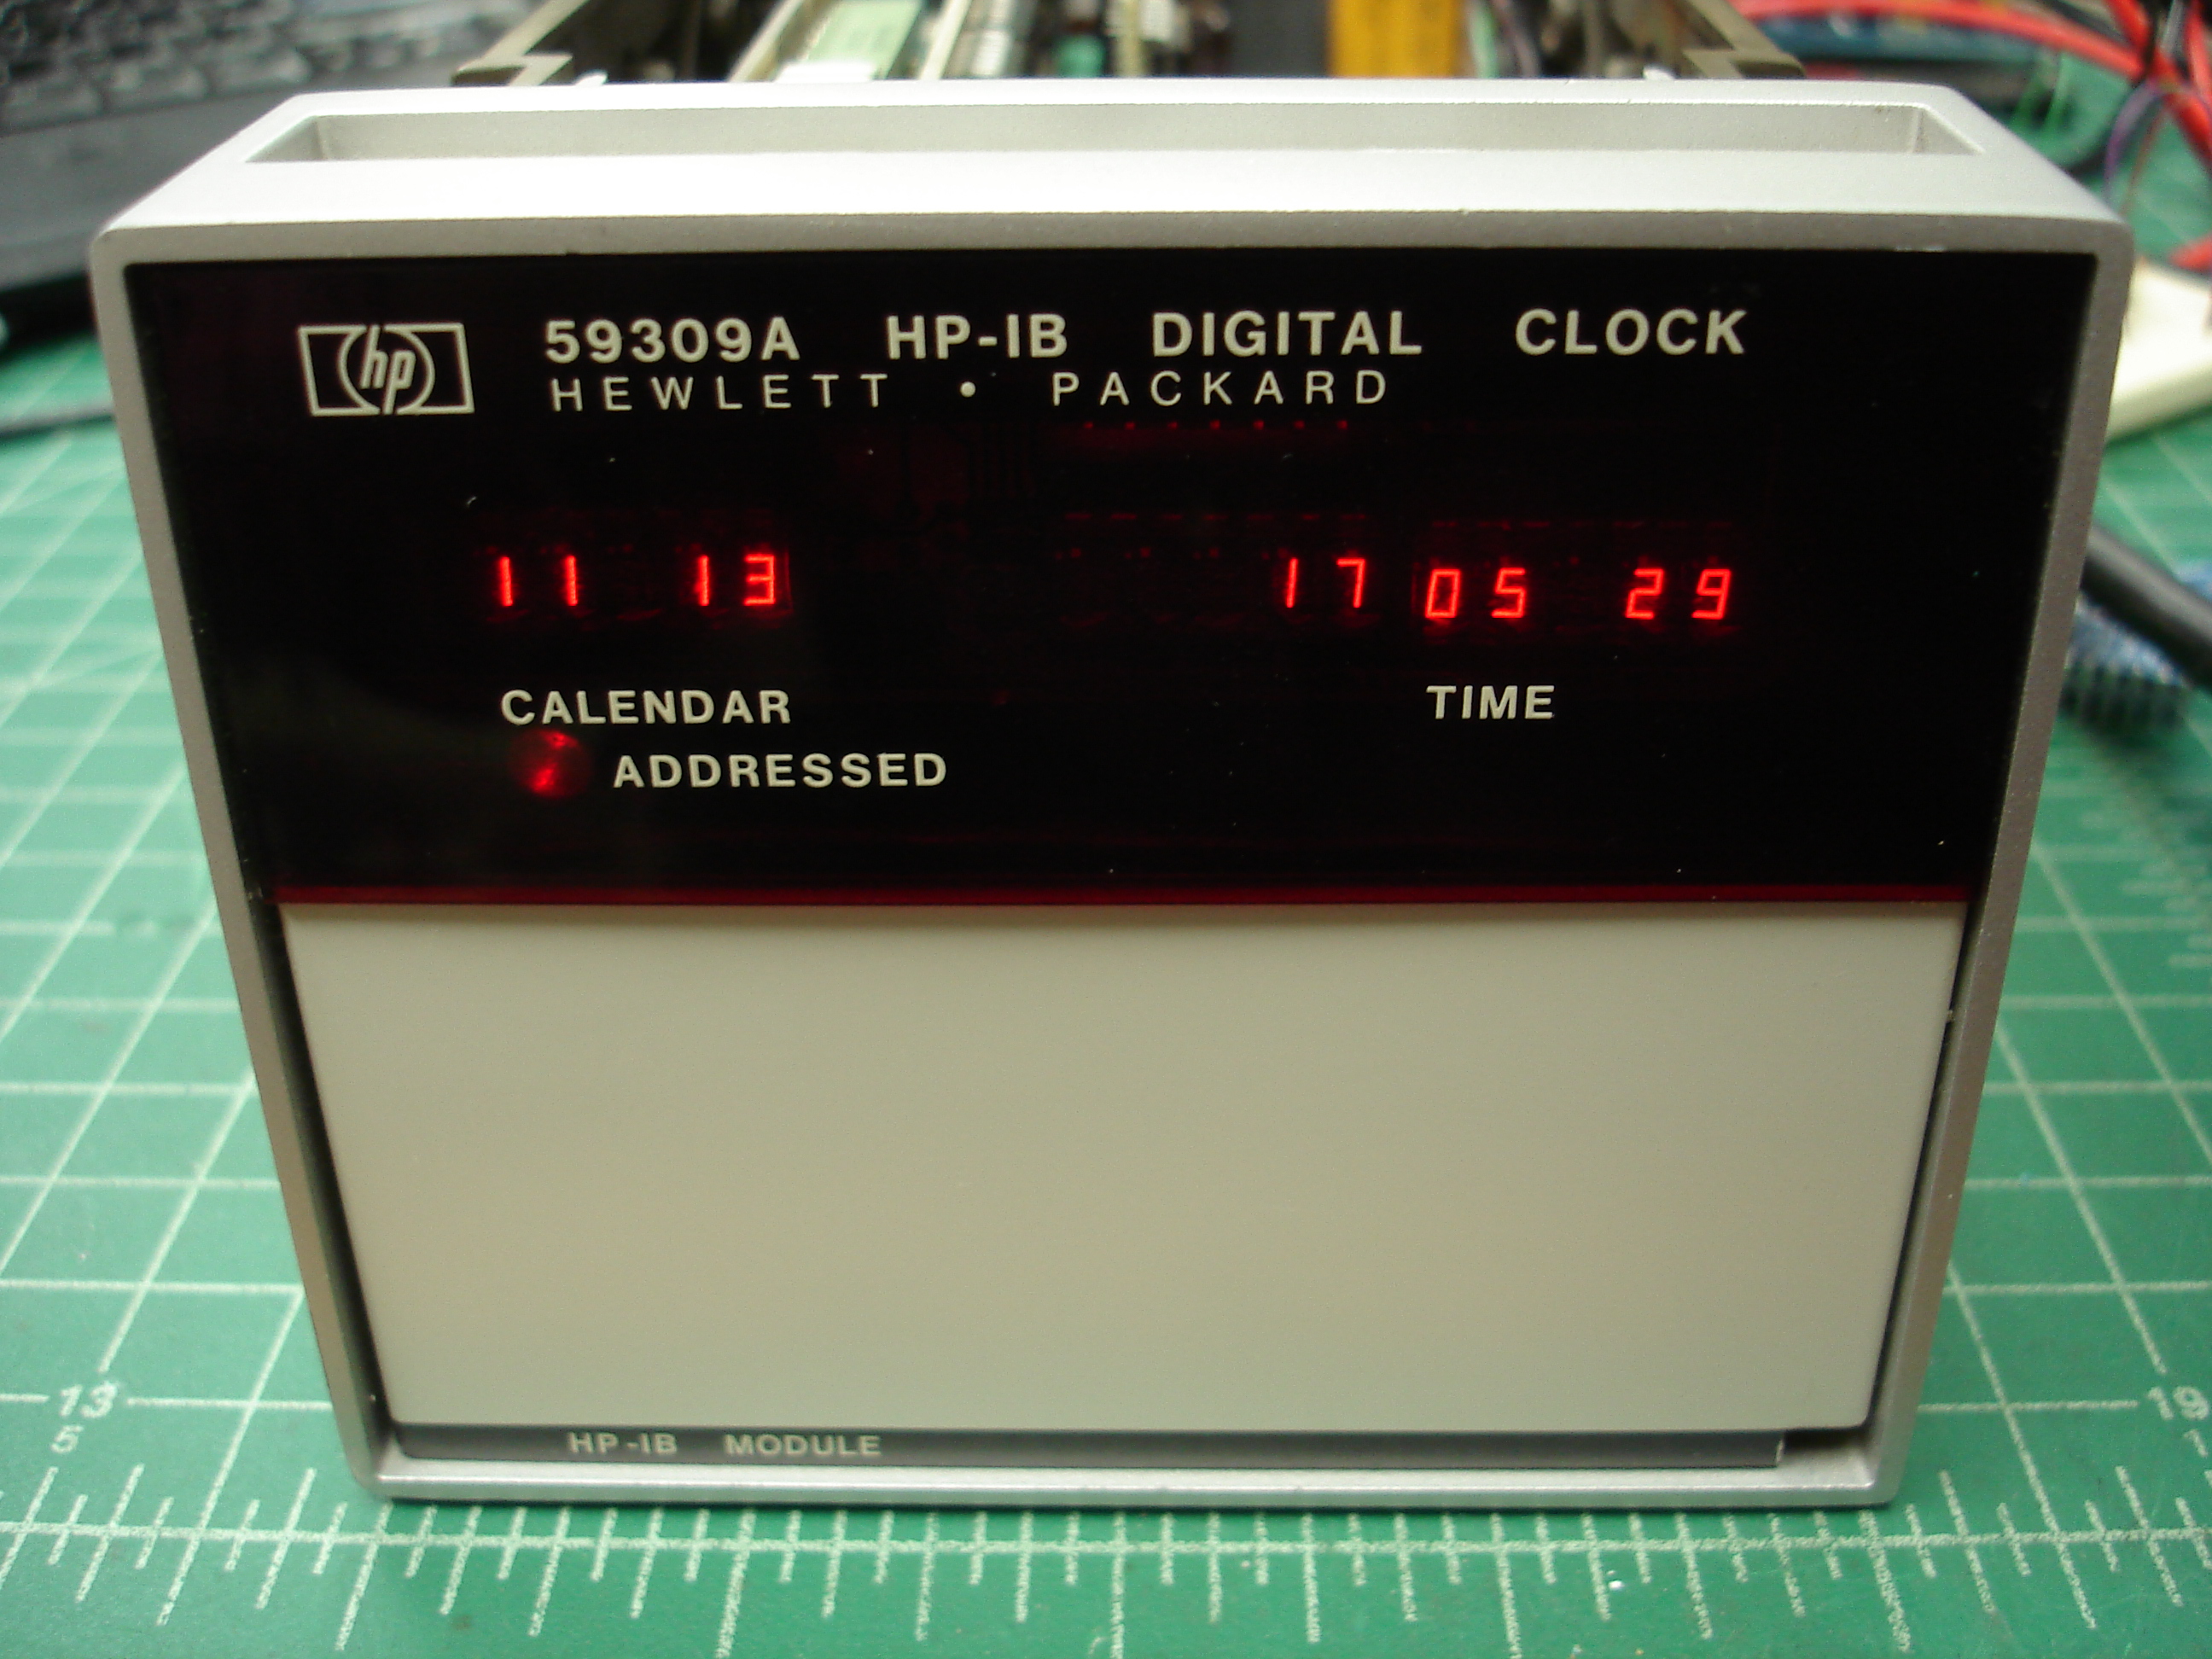 hp 59309A HP-IB DIGITAL CLOCK
HEWLETT • PACKARD
11 13 17 05 29
CALENDAR TIME
ADDRESSED
13 19
5
HP-IB MODULE